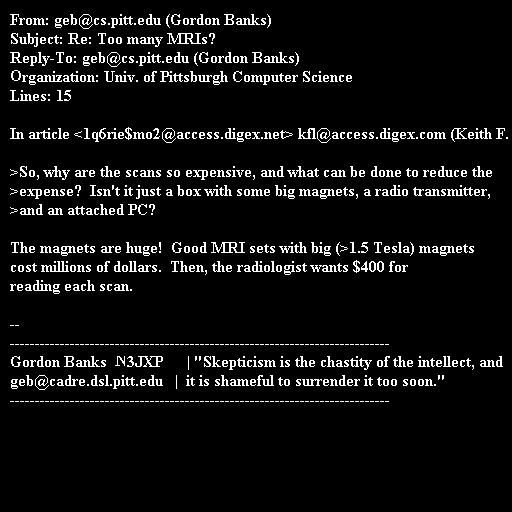 From: geb@cs.pitt.edu (Gordon Banks)
Subject: Re: Too many MRIs?
Reply-To: geb@cs.pitt.edu (Gordon Banks)
Organization: Univ. of Pittsburgh Computer Science
Lines: 15

In article <1q6rie$mo2@access.digex.net> kfl@access.digex.com (Keith F.

>So, why are the scans so expensive, and what can be done to reduce the
>expense?  Isn't it just a box with some big magnets, a radio transmitter,
>and an attached PC?

The magnets are huge!  Good MRI sets with big (>1.5 Tesla) magnets
cost millions of dollars.  Then, the radiologist wants $400 for
reading each scan.

--
----------------------------------------------------------------------------
Gordon Banks  N3JXP      | "Skepticism is the chastity of the intellect, and
geb@cadre.dsl.pitt.edu   |  it is shameful to surrender it too soon."
----------------------------------------------------------------------------